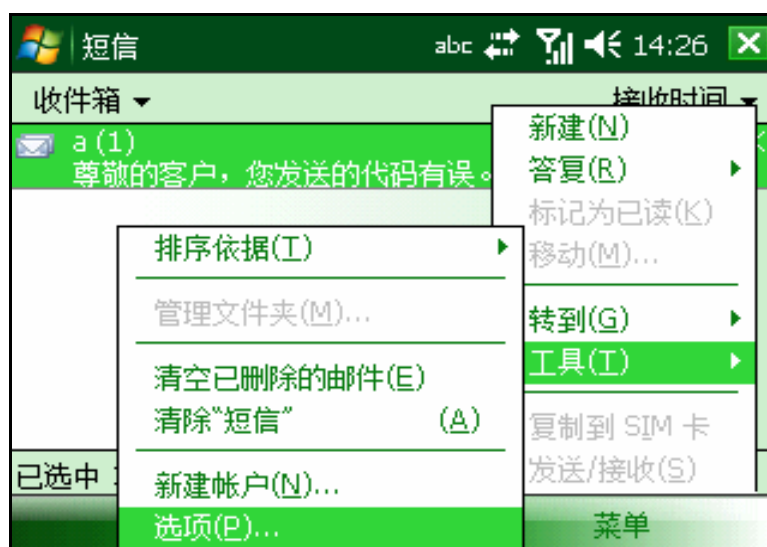 短信 abc 14:26
收件箱 接收时间
a (1)
尊敬的客户，您发送的代码有误。
新建(N)
答复(R)
标记为已读(K)
移动(M)...
转到(G)
工具(T)
复制到 SIM 卡
发送/接收(S)
排序依据(T)
管理文件夹(M)...
清空已删除的邮件(E)
清除"短信" (A)
新建帐户(N)...
选项(P)...
已选中
菜单